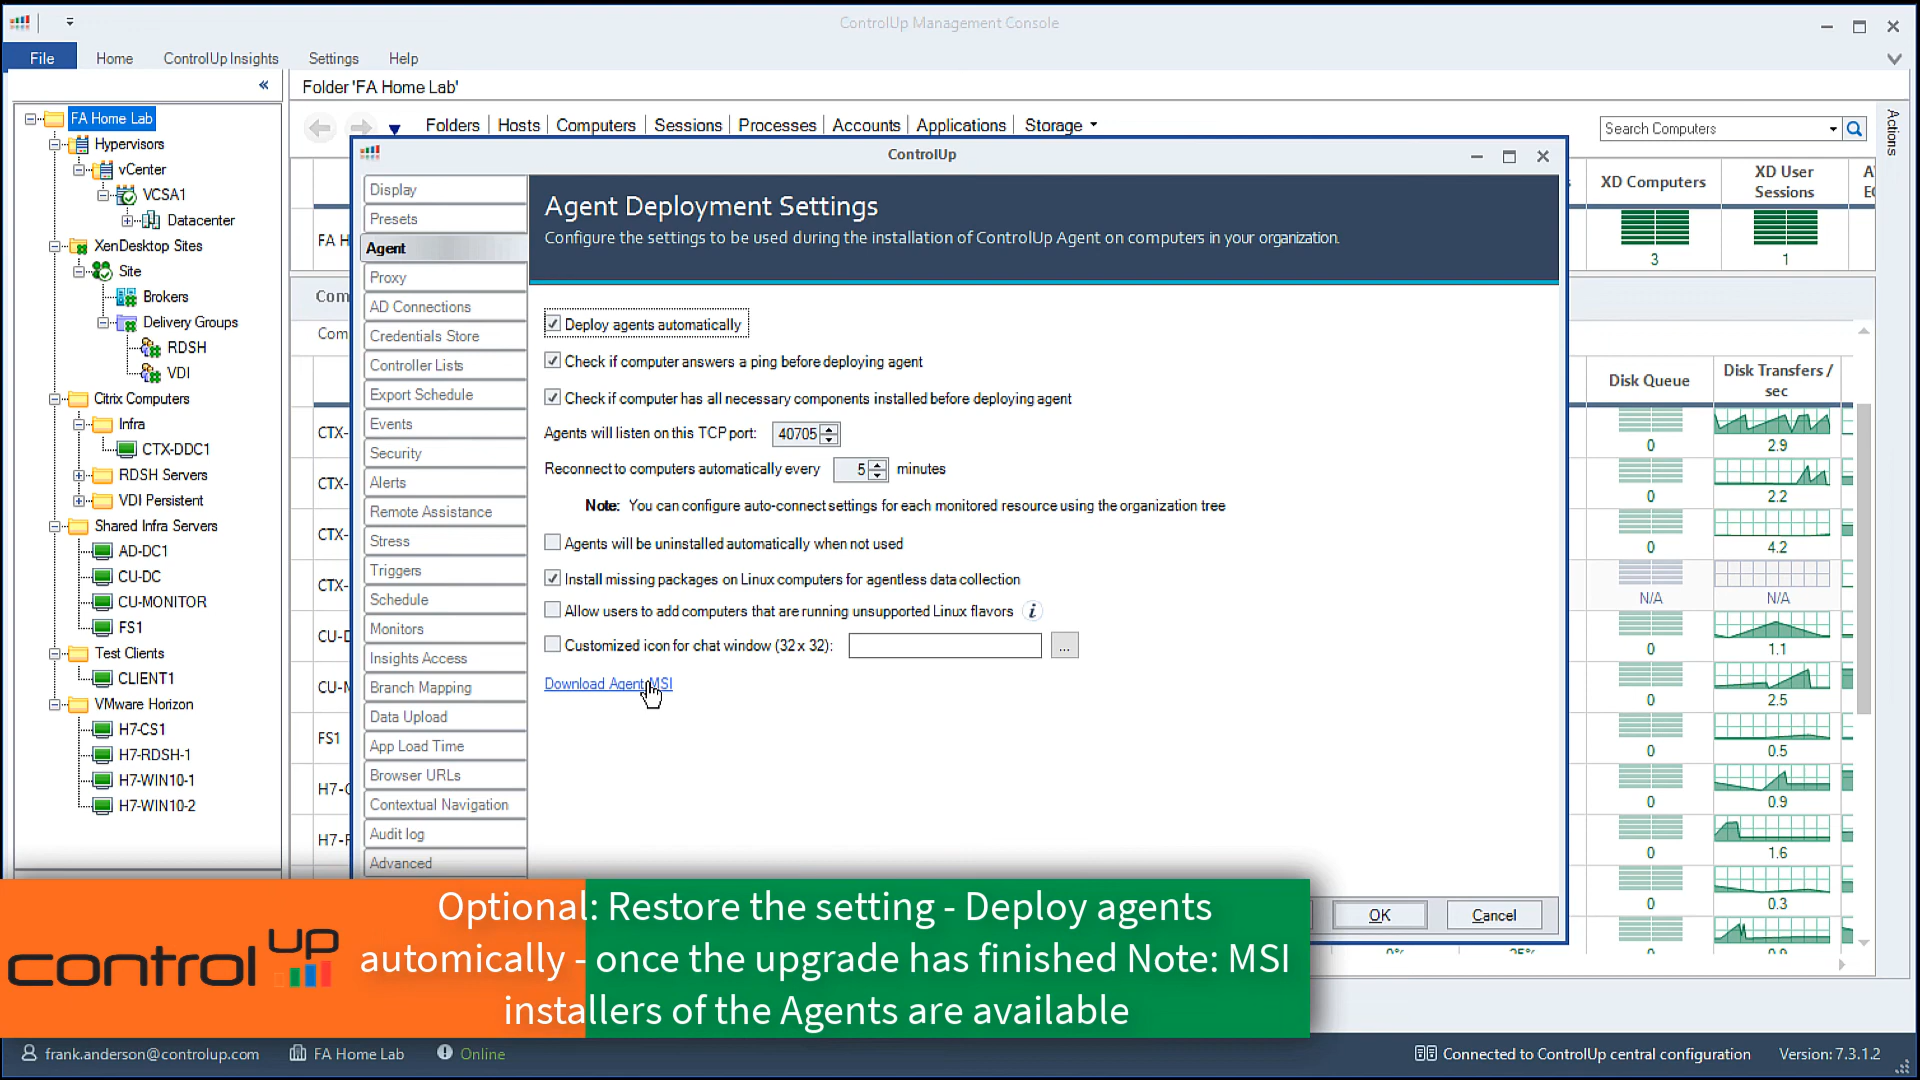 ControlUp Management Console
File
Home
ControlUp Insights
Settings
Help
«
Folder 'FA Home Lab'
FA Home Lab
Hypervisors
vCenter
VCSA1
Datacenter
XenDesktop Sites
Site
Brokers
Delivery Groups
RDSH
VDI
Citrix Computers
Infra
CTX-DDC1
RDSH Servers
VDI Persistent
Shared Infra Servers
AD-DC1
CU-DC
CU-MONITOR
FS1
Test Clients
CLIENT1
VMware Horizon
H7-CS1
H7-RDSH-1
H7-WIN10-1
H7-WIN10-2
Folders | Hosts | Computers | Sessions | Processes | Accounts | Applications | Storage
Search Computers
Actions
FA H
Com
Com
CTX-
CTX-
CTX-
CTX-
CU-D
CU-M
FS1
H7-C
H7-F
ControlUp
Display
Presets
Agent
Proxy
AD Connections
Credentials Store
Controller Lists
Export Schedule
Events
Security
Alerts
Remote Assistance
Stress
Triggers
Schedule
Monitors
Insights Access
Branch Mapping
Data Upload
App Load Time
Browser URLs
Contextual Navigation
Audit log
Advanced
Agent Deployment Settings
Configure the settings to be used during the installation of ControlUp Agent on computers in your organization.
Deploy agents automatically
Check if computer answers a ping before deploying agent
Check if computer has all necessary components installed before deploying agent
Agents will listen on this TCP port: 40705
Reconnect to computers automatically every 5 minutes
Note: You can configure auto-connect settings for each monitored resource using the organization tree
Agents will be uninstalled automatically when not used
Install missing packages on Linux computers for agentless data collection
Allow users to add computers that are running unsupported Linux flavors i
Customized icon for chat window (32 x 32): ...
Download Agent MSI
OK
Cancel
XD Computers
XD User
Sessions
3
1
Disk Queue
Disk Transfers /
sec
0 2.9
0 2.2
0 4.2
N/A N/A
0 1.1
0 2.5
0 0.5
0 0.9
0 1.6
0 0.3
control up
Optional: Restore the setting - Deploy agents
automically - once the upgrade has finished Note: MSI
installers of the Agents are available
frank.anderson@controlup.com
FA Home Lab
Online
Connected to ControlUp central configuration
Version: 7.3.1.2